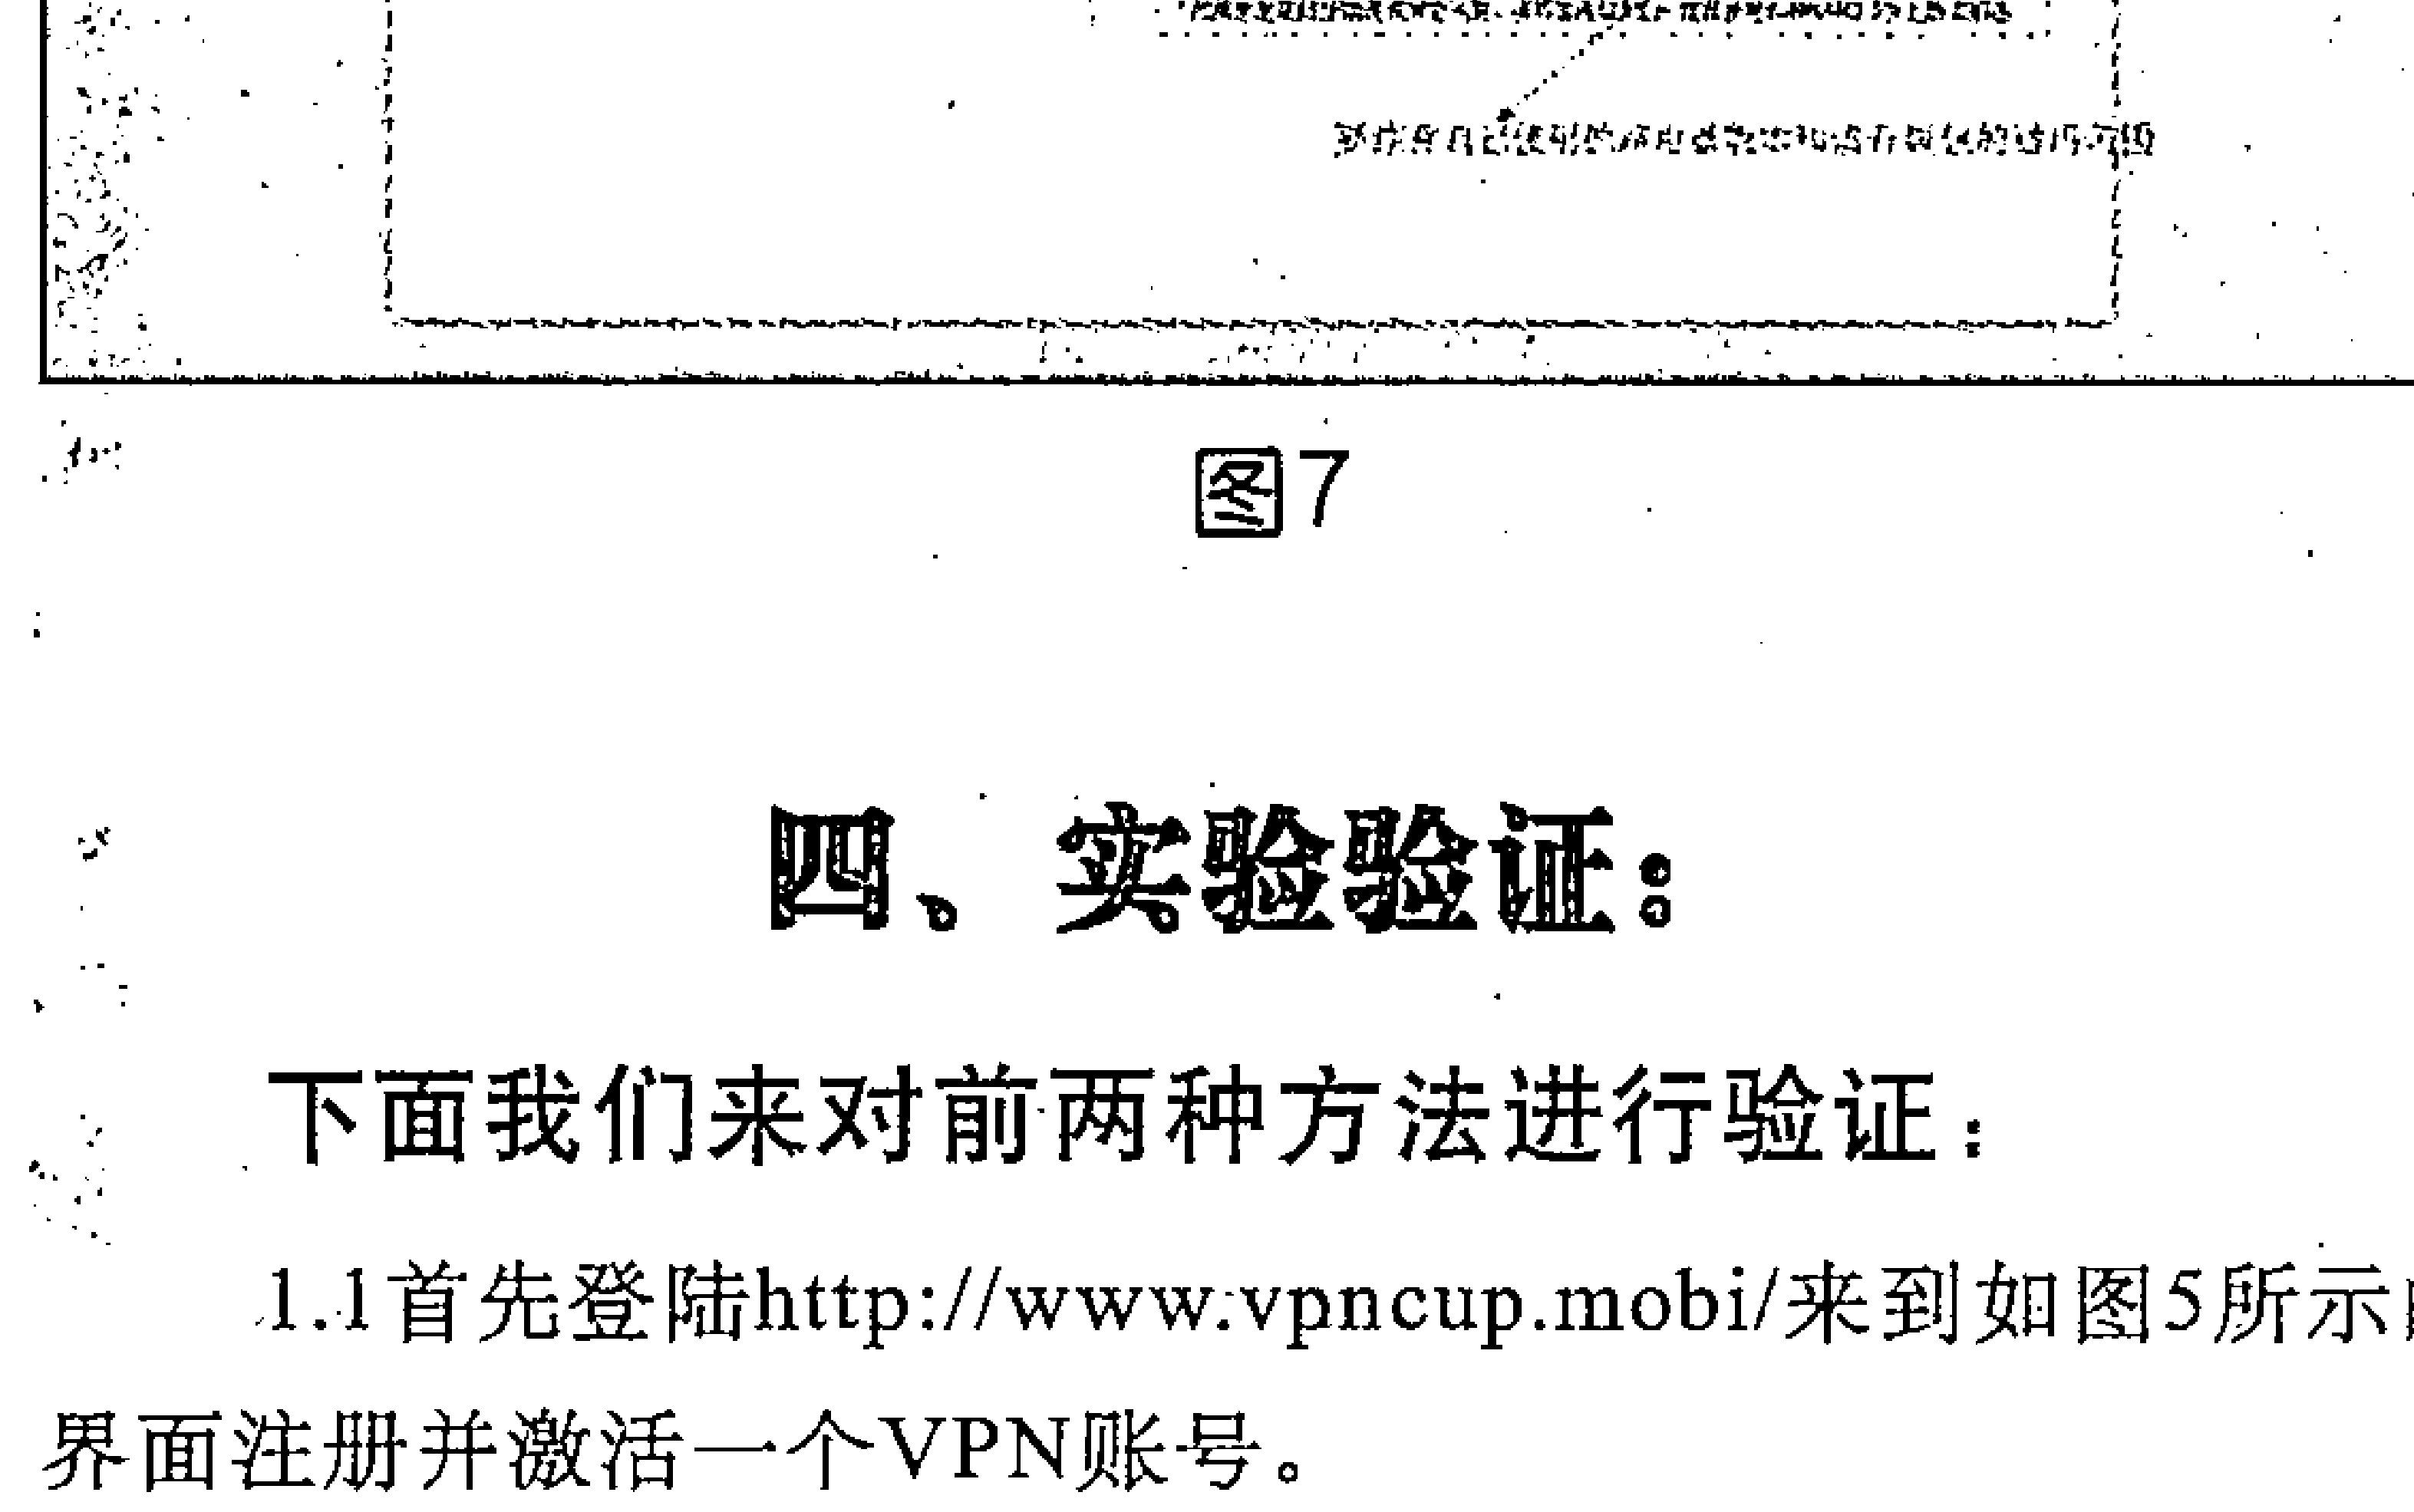 图7
四、实验验证：
下面我们来对前两种方法进行验证：
1.1首先登陆http://www.vpncup.mobi/来到如图5所示
界面注册并激活一个VPN账号。